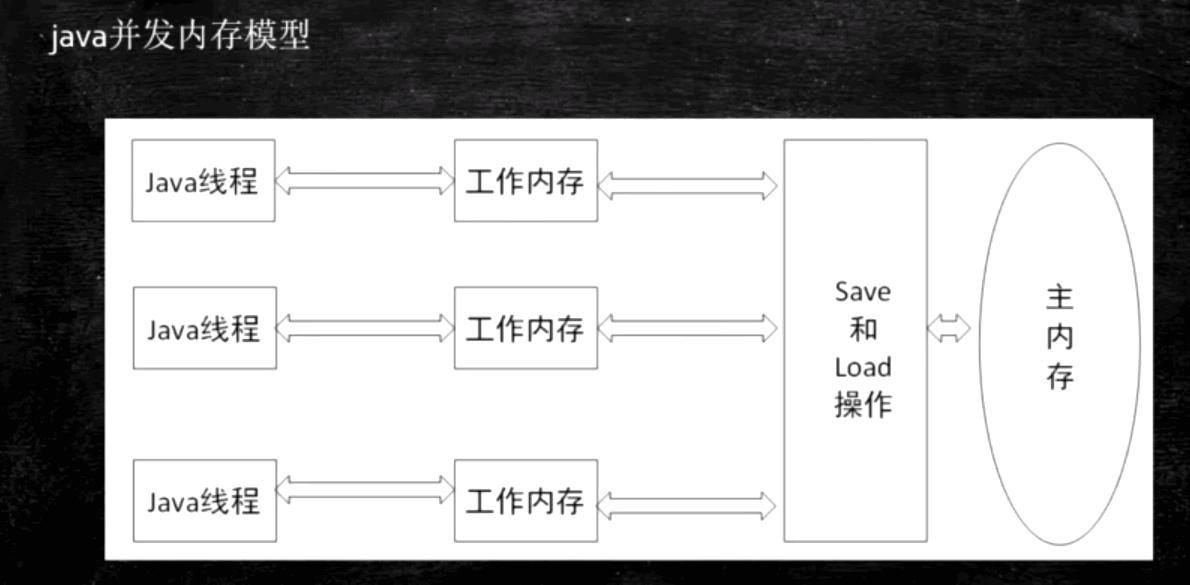 java并发内存模型
Java线程
工作内存
Java线程
工作内存
Java线程
工作内存
Save
和
Load
操作
主
内
存